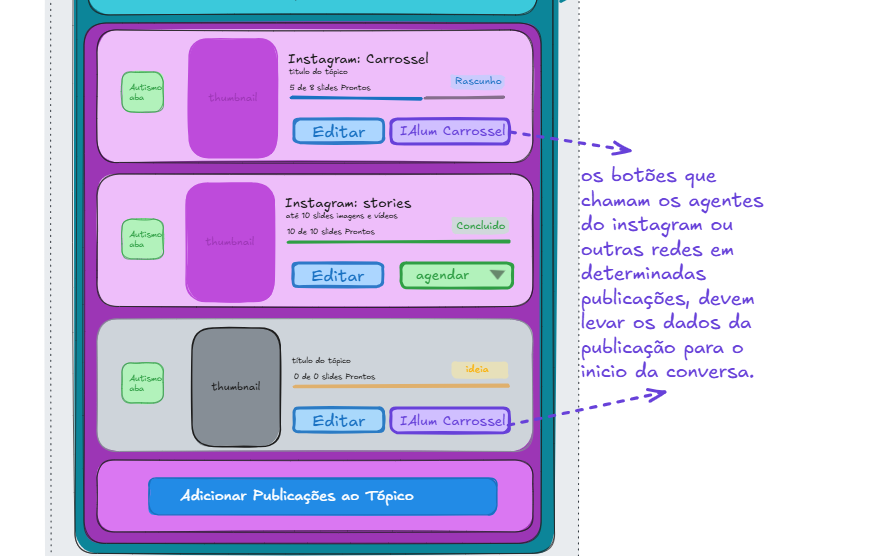 Instagram: Carrossel
titulo do tópico
Rascunho
5 de 8 slides Prontos
Autismo
aba
thumbnail
Editar
IAlum Carrossel
os botões que
chamam os agentes
do instagram ou
outras redes em
determinadas
publicações, devem
levar os dados da
publicação para o
inicio da conversa.
Instagram: stories
até 10 slides imagens e vídeos
Concluido
10 de 10 slides Prontos
Autismo
aba
thumbnail
Editar
agendar
título do tópico
ideia
0 de 0 slides Prontos
Autismo
aba
thumbnail
Editar
IAlum Carrossel
Adicionar Publicações ao Tópico